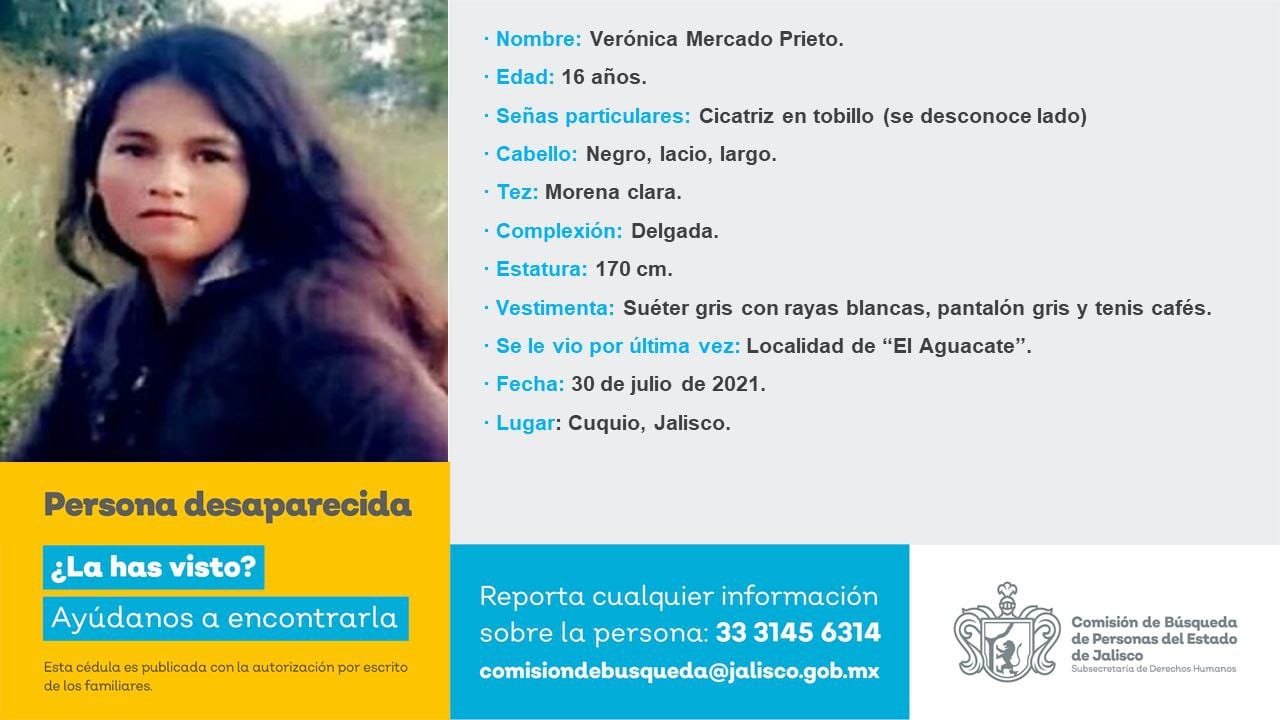 · Nombre: Verónica Mercado Prieto.
· Edad: 16 años.
· Señas particulares: Cicatriz en tobillo (se desconoce lado)
· Cabello: Negro, lacio, largo.
· Tez: Morena clara.
· Complexión: Delgada.
· Estatura: 170 cm.
· Vestimenta: Suéter gris con rayas blancas, pantalón gris y tenis cafés.
· Se le vio por última vez: Localidad de “El Aguacate”.
· Fecha: 30 de julio de 2021.
· Lugar: Cuquio, Jalisco.
Persona desaparecida
¿La has visto?
Ayúdanos a encontrarla
Esta cédula es publicada con la autorización por escrito
de los familiares.
Reporta cualquier información
sobre la persona: 33 3145 6314
comisiondebusqueda@jalisco.gob.mx
Comisión de Búsqueda
de Personas del Estado
de Jalisco
Subsecretaría de Derechos Humanos